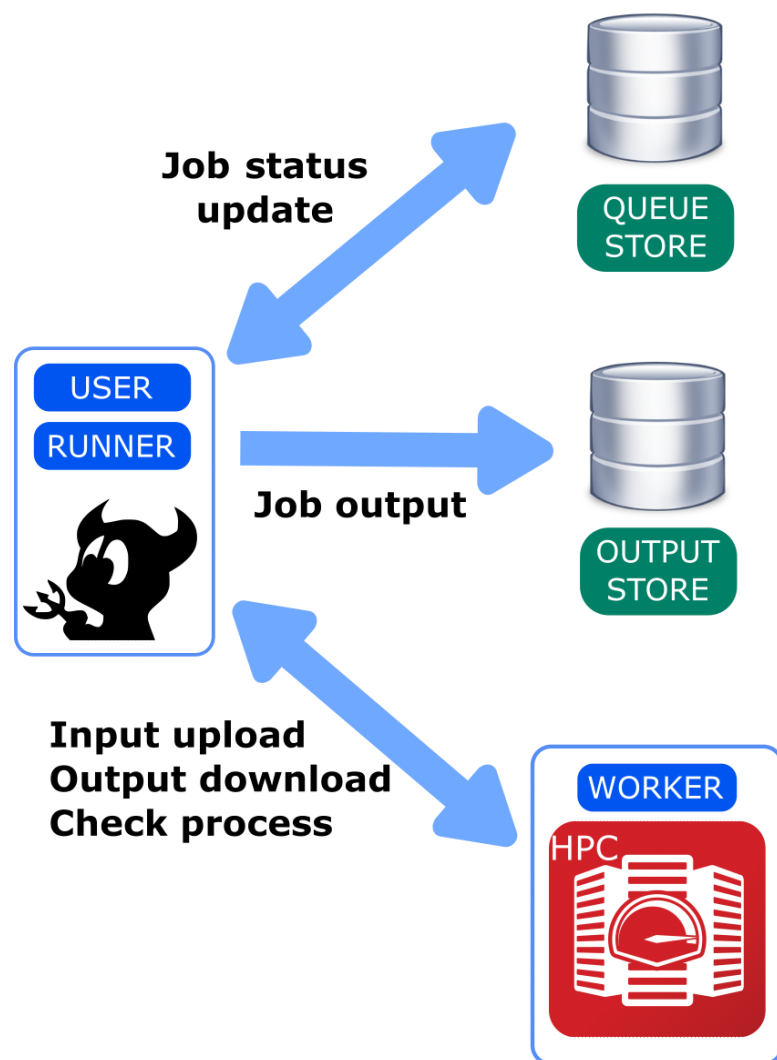 Job status
update
QUEUE
STORE
USER
RUNNER
Job output
OUTPUT
STORE
Input upload
Output download
Check process
WORKER
HPC